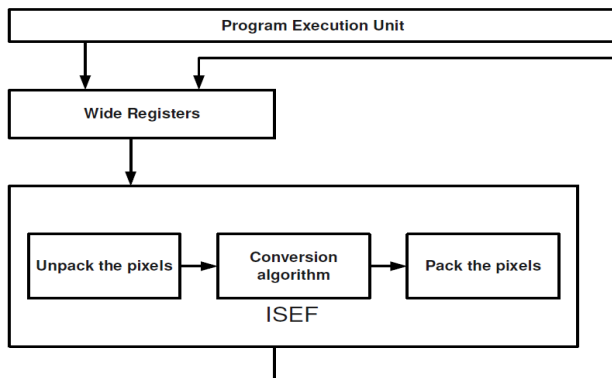 Program Execution Unit
Wide Registers
Unpack the pixels
Conversion
algorithm
Pack the pixels
ISEF